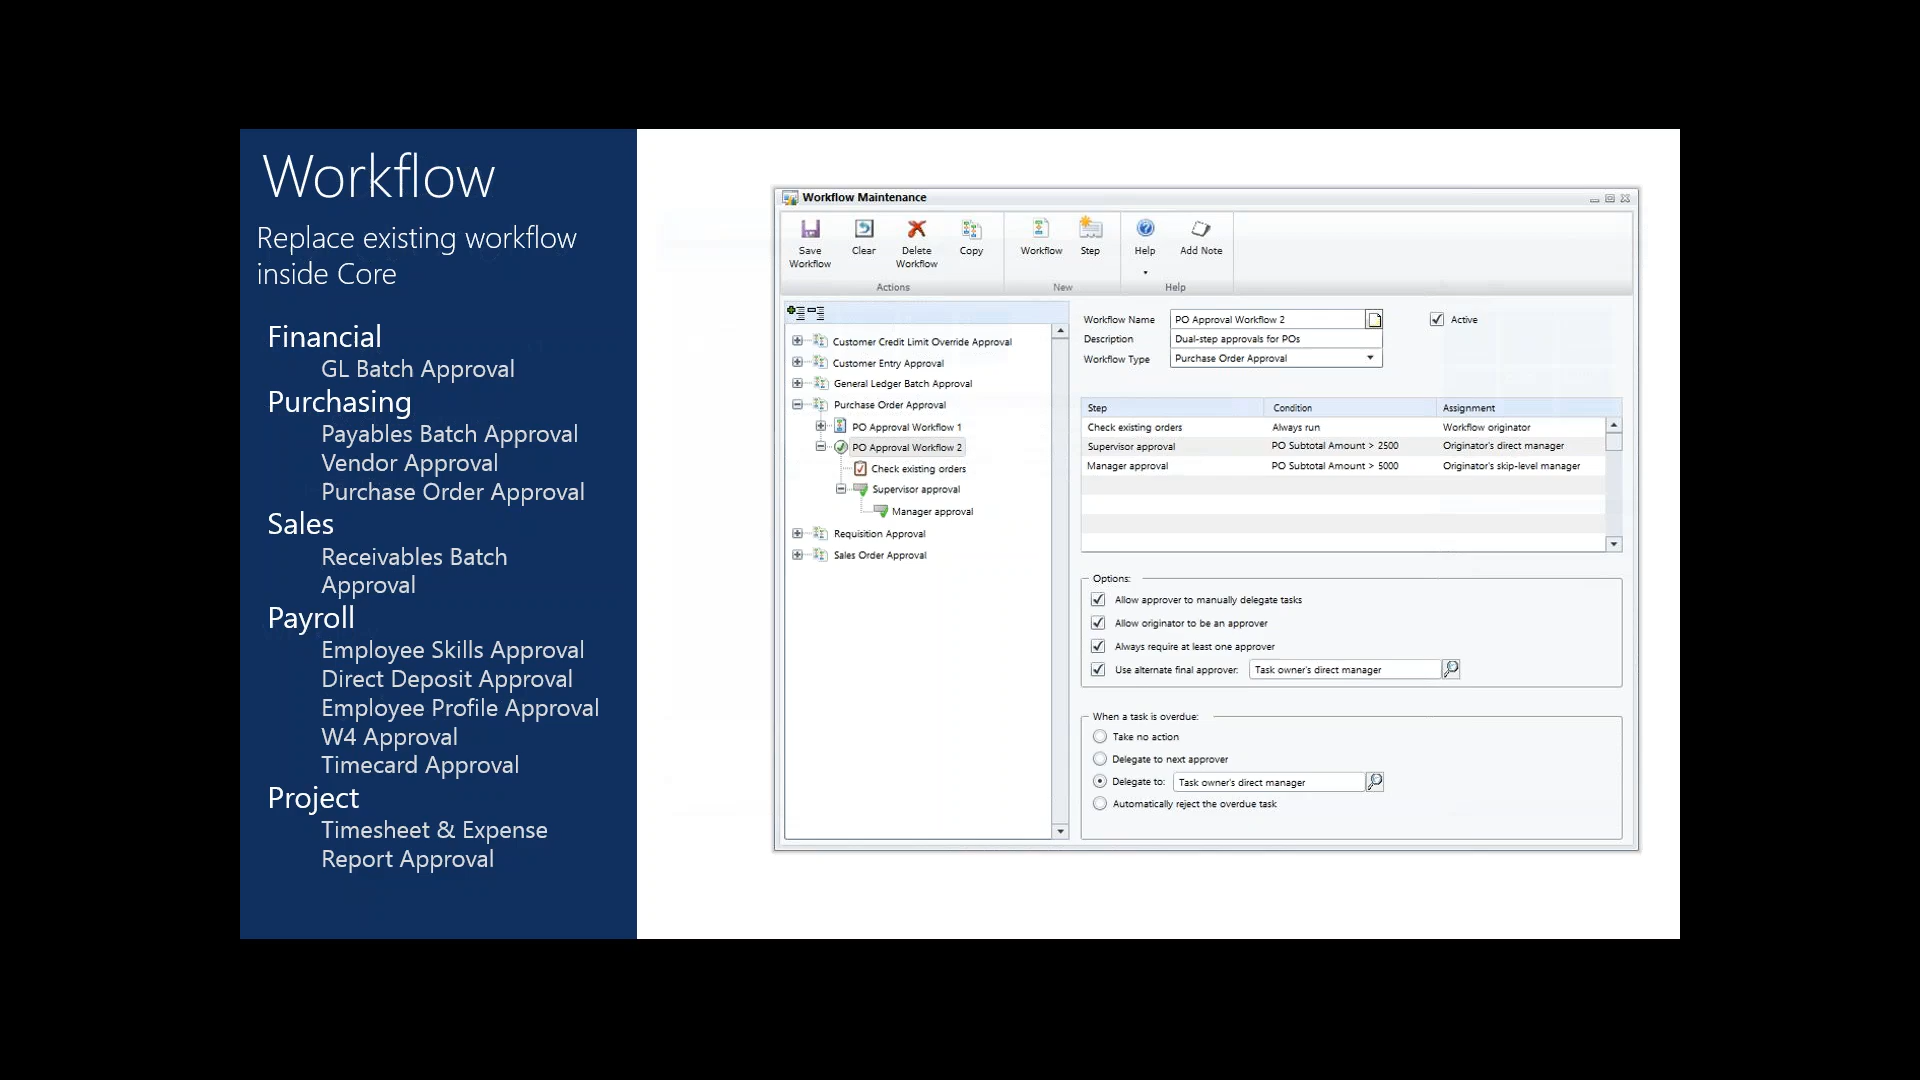 Workflow
Replace existing workflow
inside Core
Financial
GL Batch Approval
Purchasing
Payables Batch Approval
Vendor Approval
Purchase Order Approval
Sales
Receivables Batch
Approval
Payroll
Employee Skills Approval
Direct Deposit Approval
Employee Profile Approval
W4 Approval
Timecard Approval
Project
Timesheet & Expense
Report Approval
Workflow Maintenance
Save Workflow
Clear
Delete Workflow
Copy
Actions
Workflow
Step
New
Help
Add Note
Help
Customer Credit Limit Override Approval
Customer Entry Approval
General Ledger Batch Approval
Purchase Order Approval
PO Approval Workflow 1
PO Approval Workflow 2
Check existing orders
Supervisor approval
Manager approval
Requisition Approval
Sales Order Approval
Workflow Name PO Approval Workflow 2 Active
Description Dual-step approvals for POs
Workflow Type Purchase Order Approval
Step Condition Assignment
Check existing orders Always run Workflow originator
Supervisor approval PO Subtotal Amount > 2500 Originator's direct manager
Manager approval PO Subtotal Amount > 5000 Originator's skip-level manager
Options:
Allow approver to manually delegate tasks
Allow originator to be an approver
Always require at least one approver
Use alternate final approver: Task owner's direct manager
When a task is overdue:
Take no action
Delegate to next approver
Delegate to: Task owner's direct manager
Automatically reject the overdue task